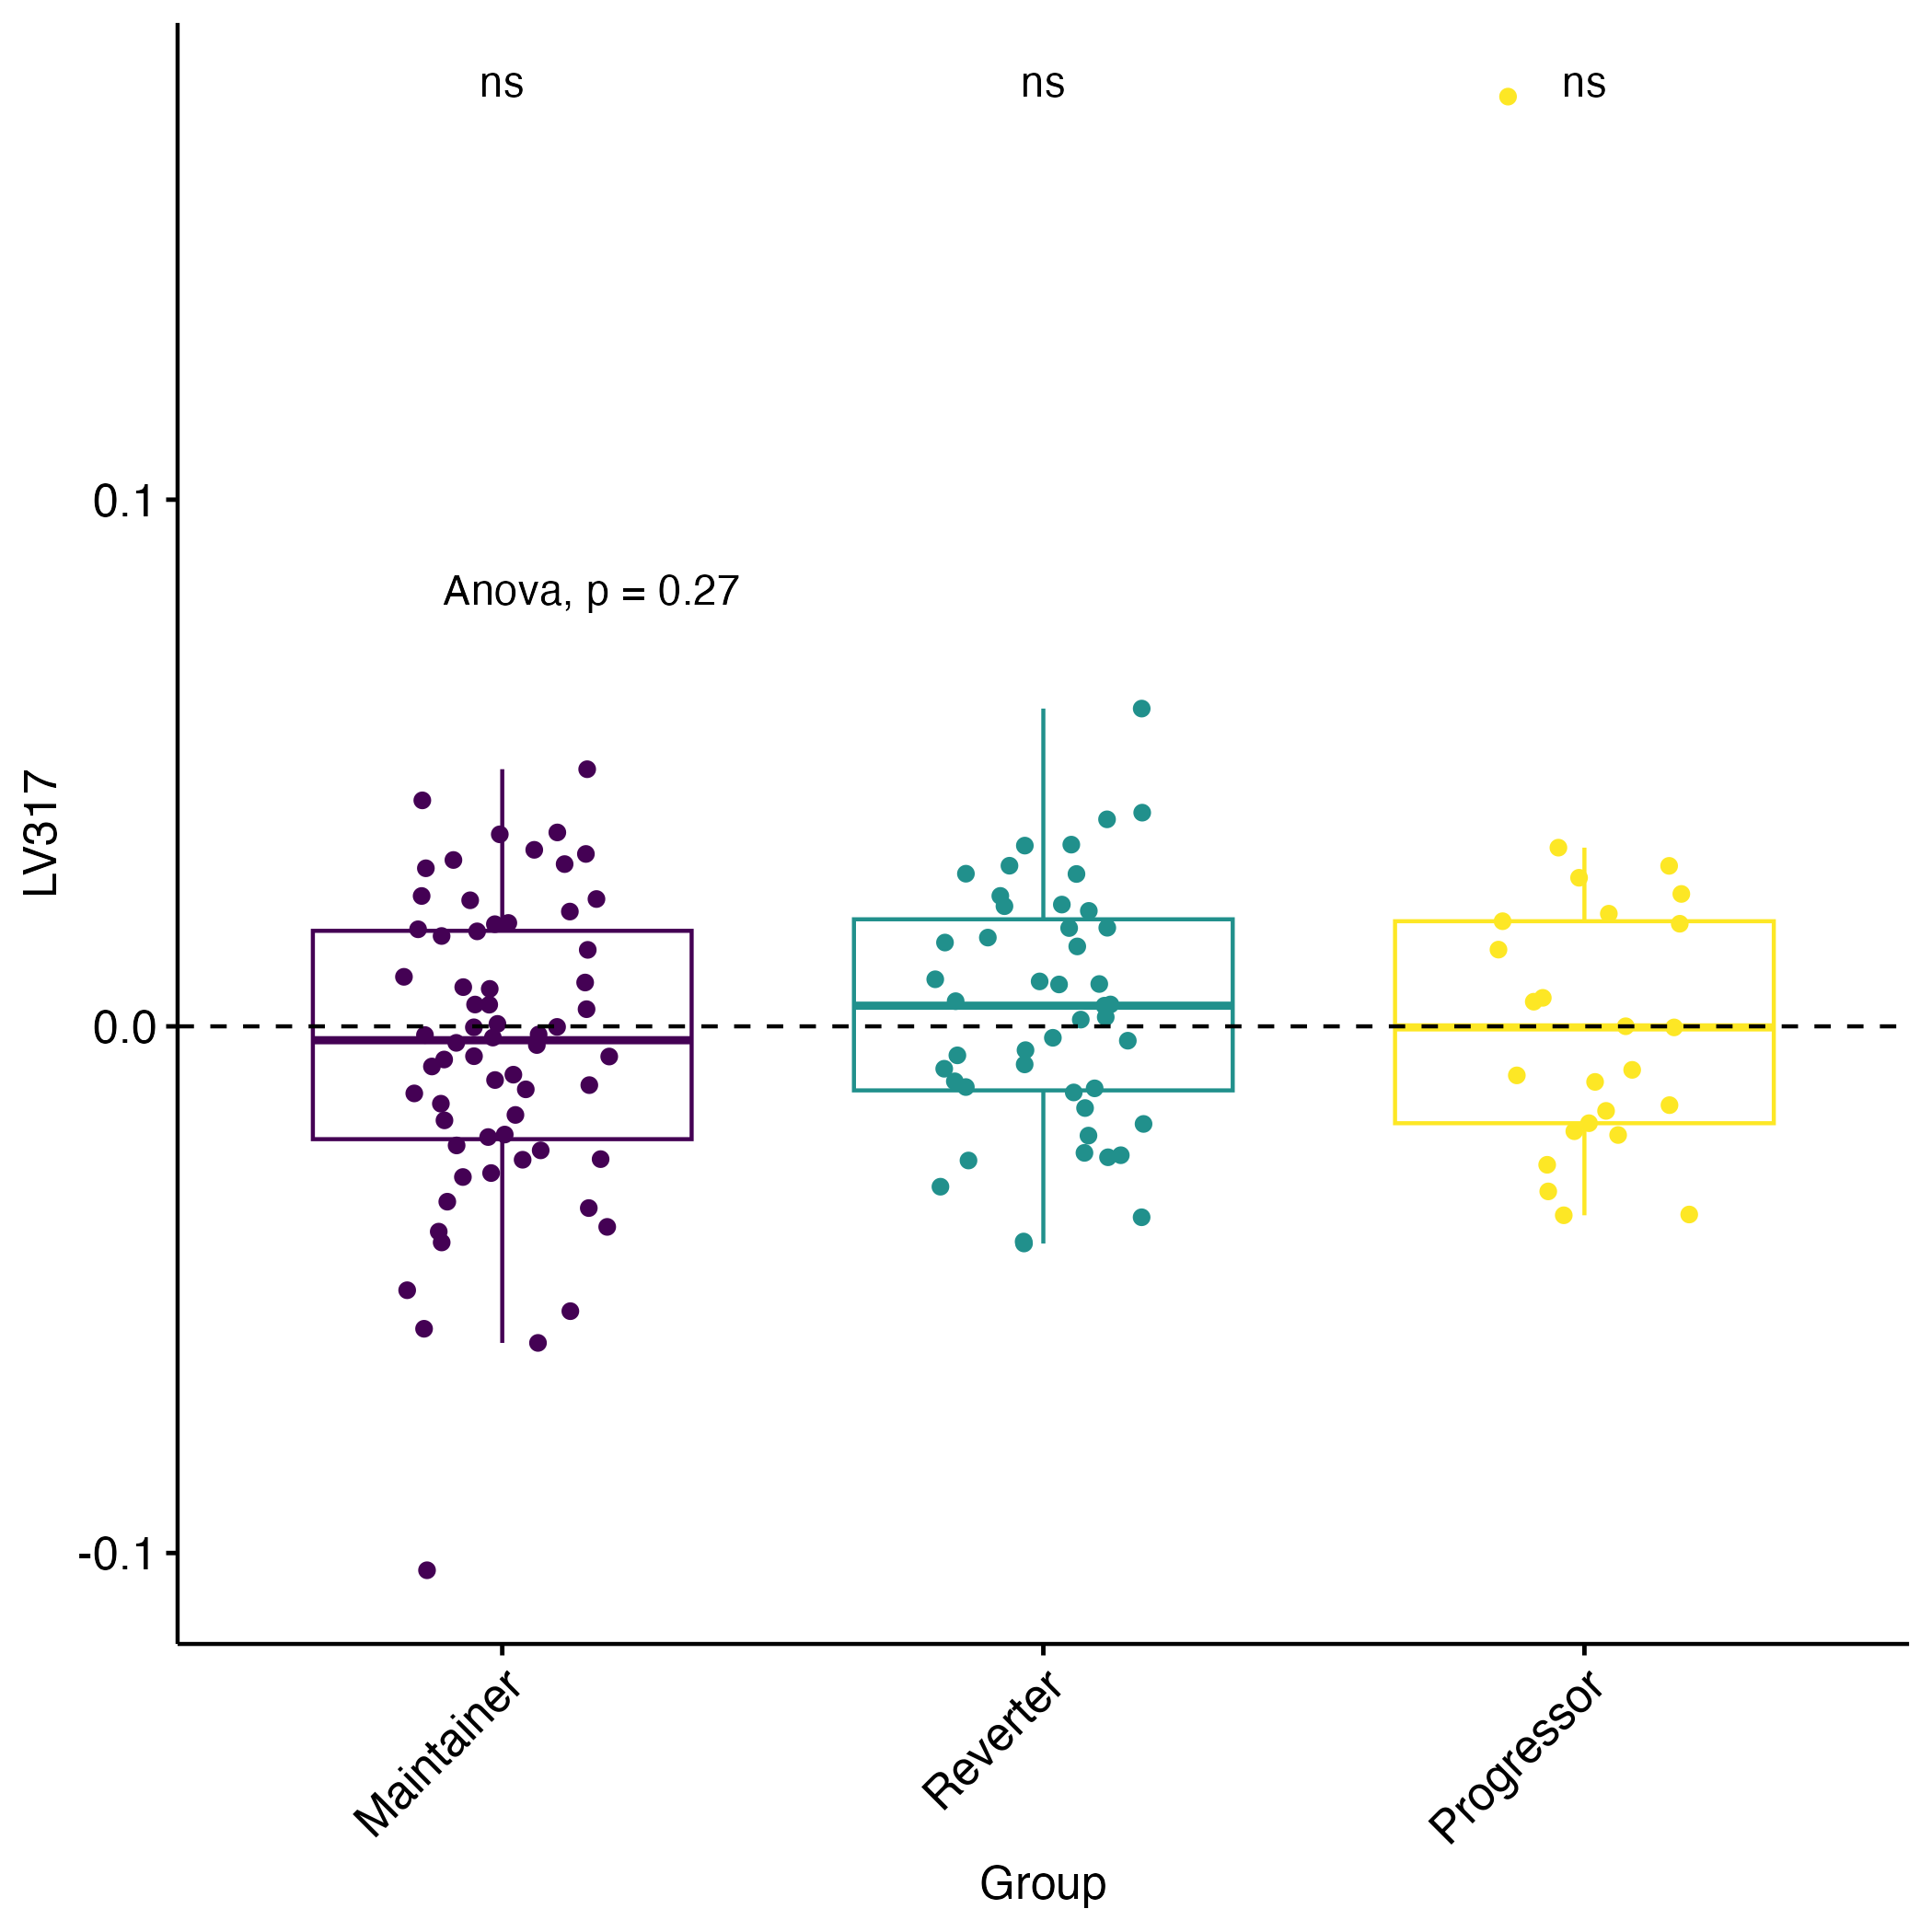 ns ns ns
0.1
Anova, p = 0.27
LV317
0.0
-0.1
Maintainer Reverter Progressor
Group